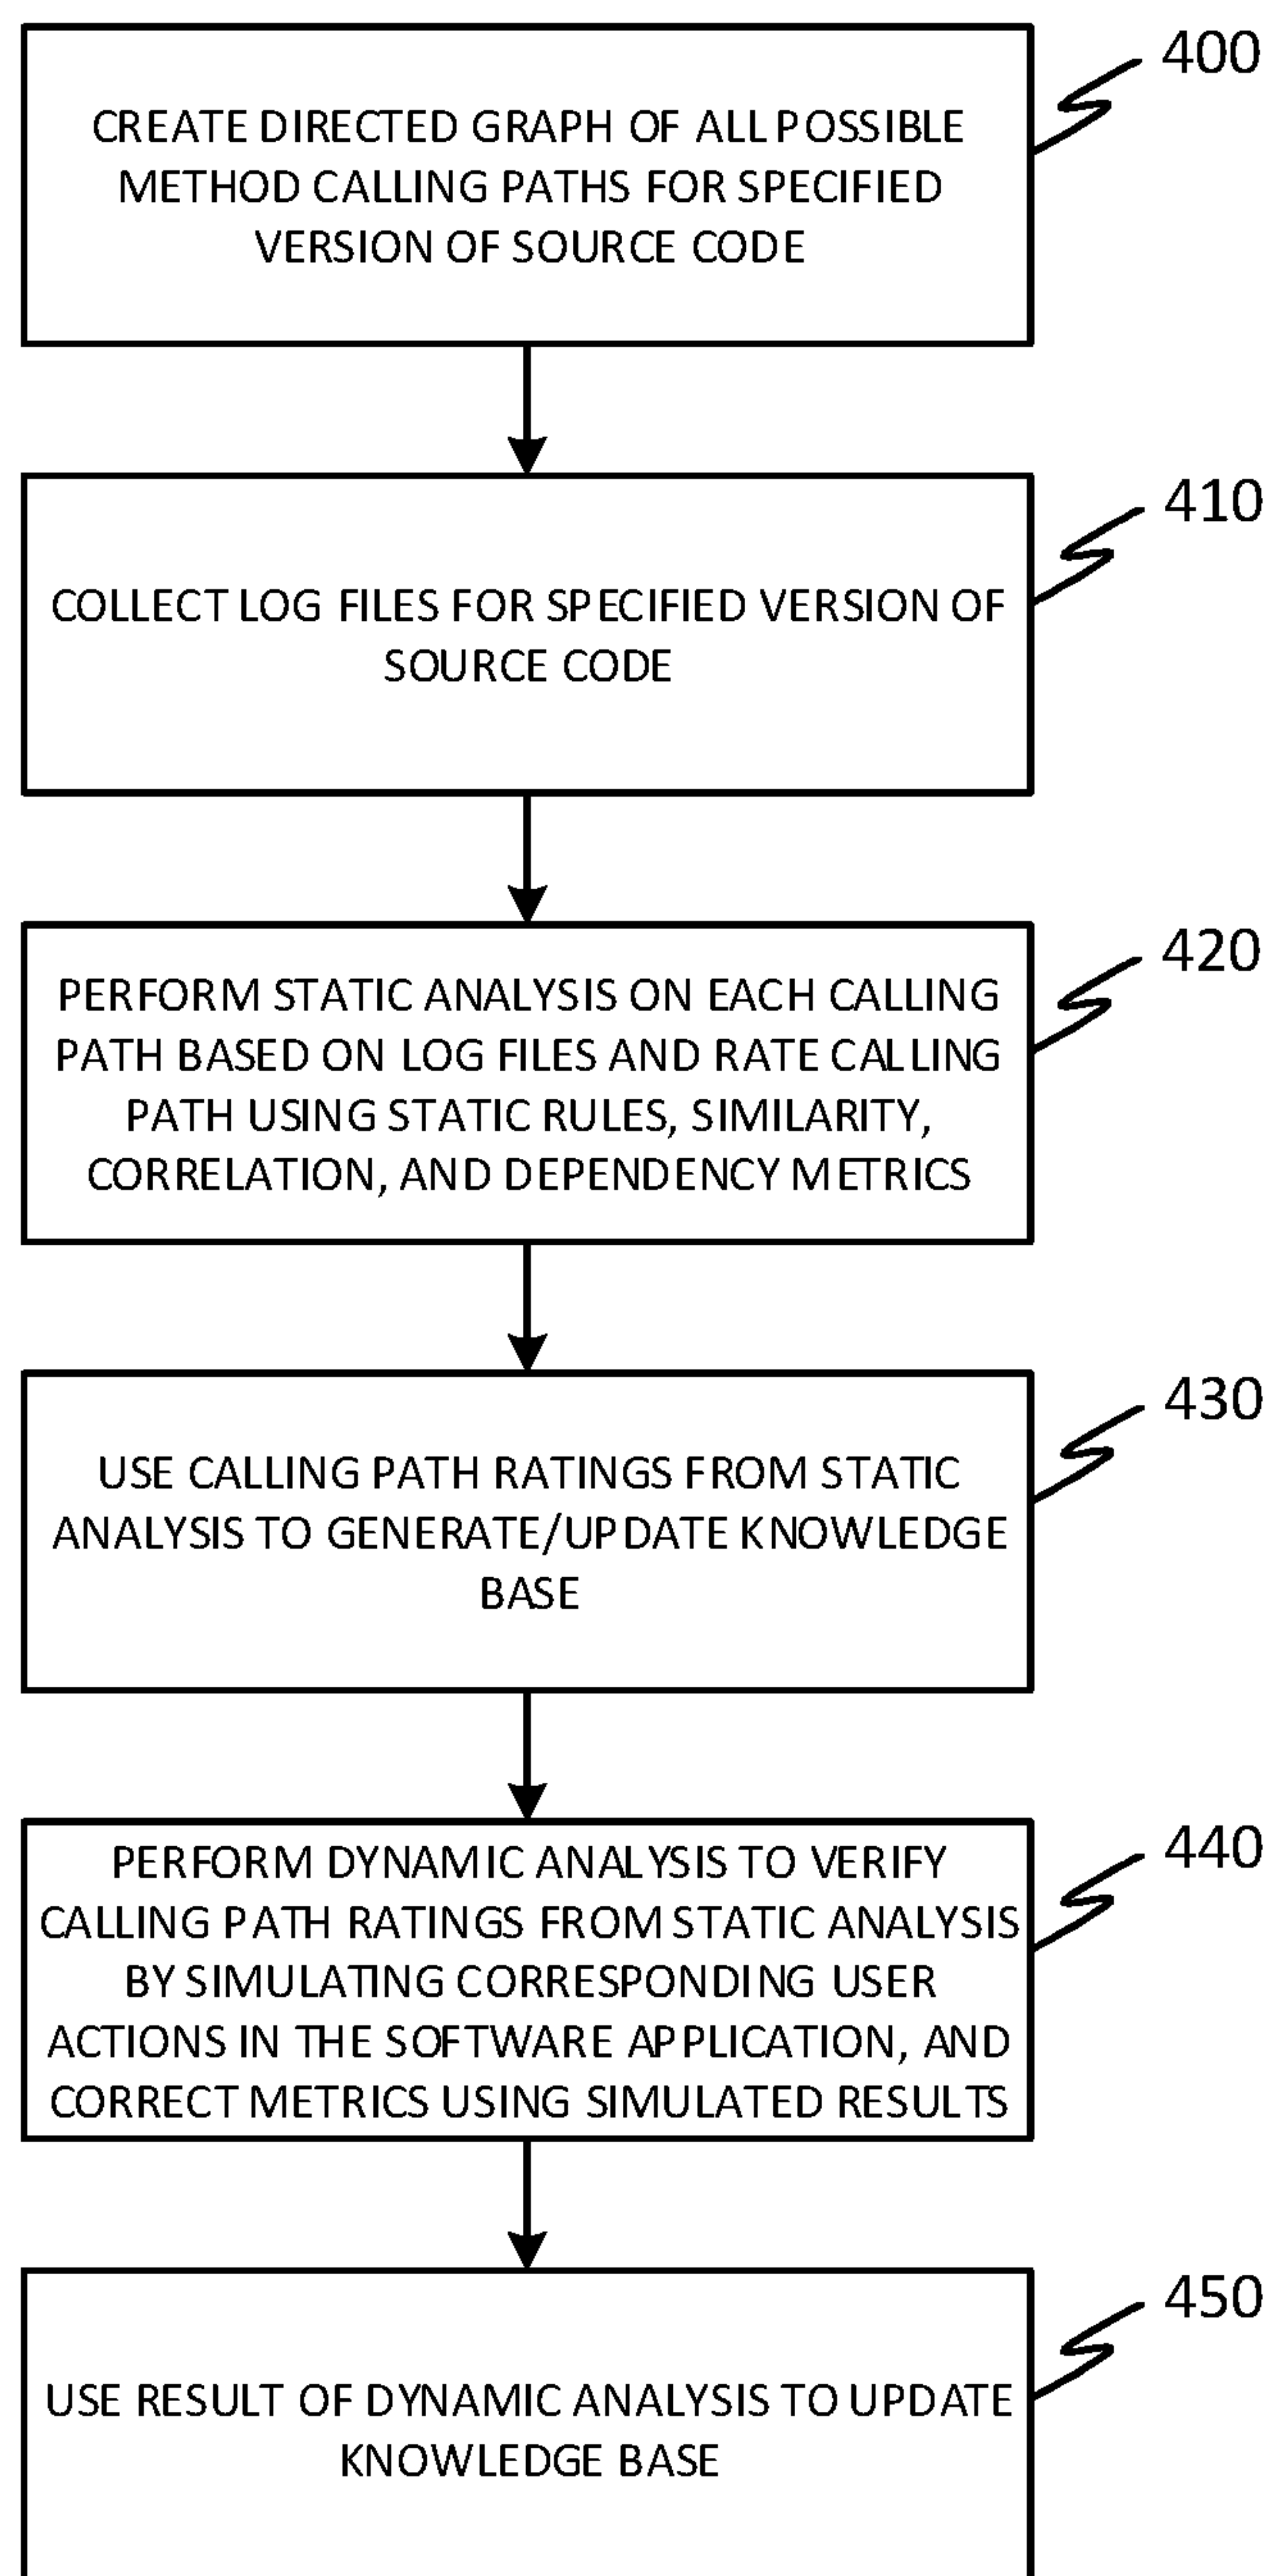 400
CREATE DIRECTED GRAPH OF ALL POSSIBLE
METHOD CALLING PATHS FOR SPECIFIED
VERSION OF SOURCE CODE
410
COLLECT LOG FILES FOR SPECIFIED VERSION OF
SOURCE CODE
420
PERFORM STATIC ANALYSIS ON EACH CALLING
PATH BASED ON LOG FILES AND RATE CALLING
PATH USING STATIC RULES, SIMILARITY,
CORRELATION, AND DEPENDENCY METRICS
430
USE CALLING PATH RATINGS FROM STATIC
ANALYSIS TO GENERATE/UPDATE KNOWLEDGE
BASE
440
PERFORM DYNAMIC ANALYSIS TO VERIFY
CALLING PATH RATINGS FROM STATIC ANALYSIS
BY SIMULATING CORRESPONDING USER
ACTIONS IN THE SOFTWARE APPLICATION, AND
CORRECT METRICS USING SIMULATED RESULTS
450
USE RESULT OF DYNAMIC ANALYSIS TO UPDATE
KNOWLEDGE BASE